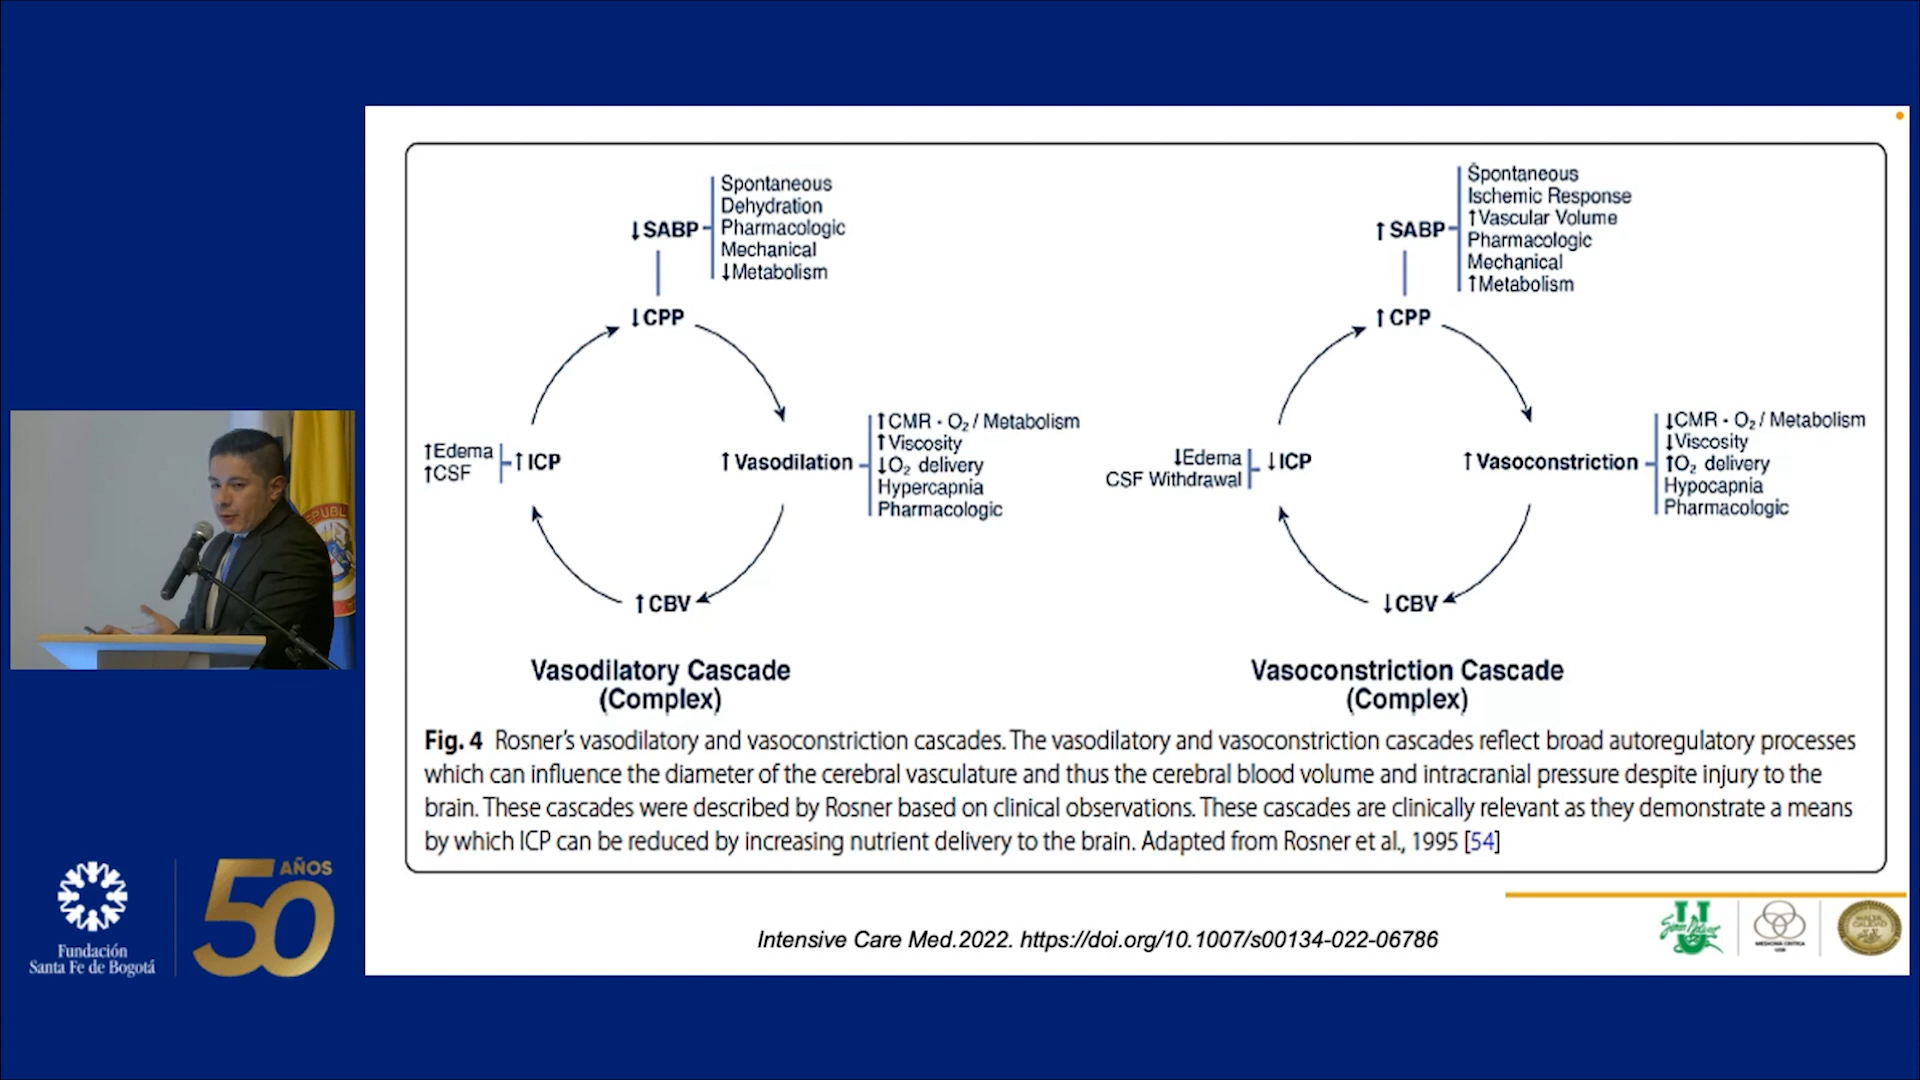 Spontaneous
Dehydration
↓SABP
Pharmacologic
Mechanical
↓Metabolism
↓CPP
↑CMR · O₂ / Metabolism
↑Viscosity
↑Vasodilation
↓O₂ delivery
Hypercapnia
Pharmacologic
↑Edema
↑CSF
↑ICP
↑CBV
Vasodilatory Cascade
(Complex)
Spontaneous
Ischemic Response
↑Vascular Volume
↑SABP
Pharmacologic
Mechanical
↑Metabolism
↑CPP
↓CMR · O₂ / Metabolism
↓Viscosity
↑Vasoconstriction
↑O₂ delivery
Hypocapnia
Pharmacologic
↓Edema
CSF Withdrawal
↓ICP
↓CBV
Vasoconstriction Cascade
(Complex)
Fig. 4 Rosner's vasodilatory and vasoconstriction cascades. The vasodilatory and vasoconstriction cascades reflect broad autoregulatory processes
which can influence the diameter of the cerebral vasculature and thus the cerebral blood volume and intracranial pressure despite injury to the
brain. These cascades were described by Rosner based on clinical observations. These cascades are clinically relevant as they demonstrate a means
by which ICP can be reduced by increasing nutrient delivery to the brain. Adapted from Rosner et al., 1995 [54]
Intensive Care Med.2022. https://doi.org/10.1007/s00134-022-06786
Fundación
Santa Fe de Bogotá
50 AÑOS
MEDICINA CRITICA